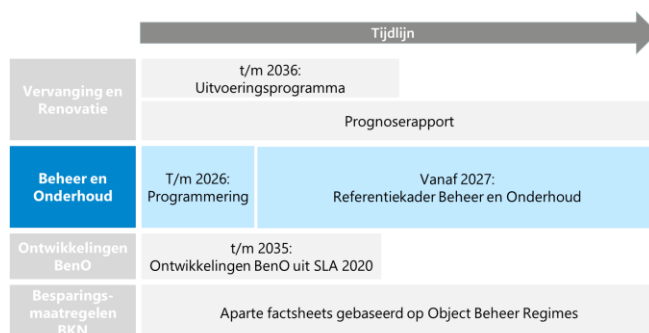 Tijdlijn
Vervanging en
Renovatie
t/m 2036:
Uitvoeringsprogramma
Prognoserapport
Beheer en
Onderhoud
T/m 2026:
Programmering
Vanaf 2027:
Referentiekader Beheer en Onderhoud
Ontwikkelingen
BenO
t/m 2035:
Ontwikkelingen BenO uit SLA 2020
Besparings-
maatregelen
BKN
Aparte factsheets gebaseerd op Object Beheer Regimes